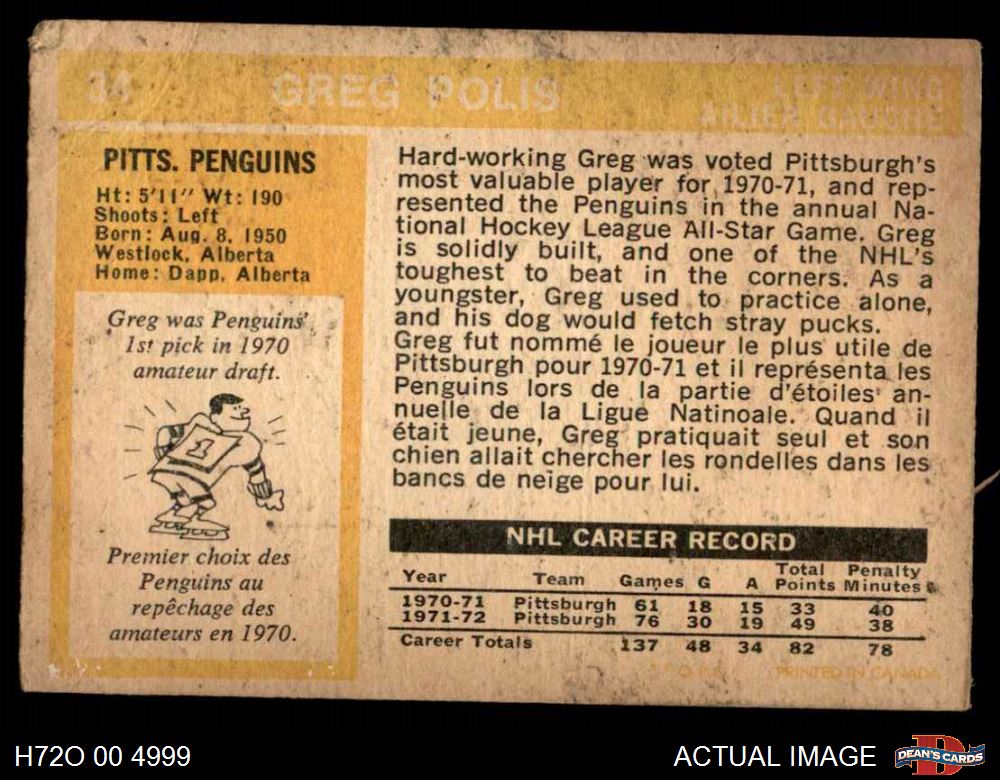 34 GREG POLIS LEFT WING
AILIER GAUCHE
PITTS. PENGUINS
Ht: 5'11" Wt: 190
Shoots: Left
Born: Aug. 8, 1950
Westlock, Alberta
Home: Dapp, Alberta
Greg was Penguins'
1st pick in 1970
amateur draft.
1
Premier choix des
Penguins au
repêchage des
amateurs en 1970.
Hard-working Greg was voted Pittsburgh's
most valuable player for 1970-71, and rep-
resented the Penguins in the annual Na-
tional Hockey League All-Star Game. Greg
is solidly built, and one of the NHL's
toughest to beat in the corners. As a
youngster, Greg used to practice alone,
and his dog would fetch stray pucks.
Greg fut nommé le joueur le plus utile de
Pittsburgh pour 1970-71 et il représenta les
Penguins lors de la partie d'étoiles an-
nuelle de la Ligue Natinoale. Quand il
était jeune, Greg pratiquait seul et son
chien allait chercher les rondelles dans les
bancs de neige pour lui.
NHL CAREER RECORD
Year Team Games G A Total Points Penalty Minutes
1970-71 Pittsburgh 61 18 15 33 40
1971-72 Pittsburgh 76 30 19 49 38
Career Totals 137 48 34 82 78
O.P.C. PRINTED IN CANADA
H72O 00 4999
ACTUAL IMAGE
D
DEAN'S CARDS